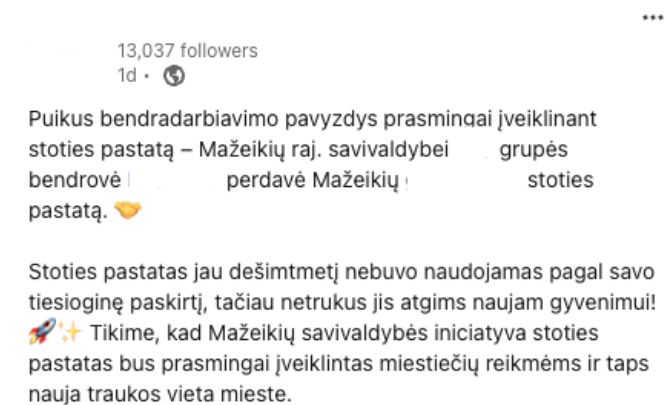 13,037 followers
1d •
Puikus bendradarbiavimo pavyzdys prasmingai įveiklinant
stoties pastatą – Mažeikių raj. savivaldybei grupės
bendrovė perdavė Mažeikių stoties
pastatą. 🤝
Stoties pastatas jau dešimtmetį nebuvo naudojamas pagal savo
tiesioginę paskirtį, tačiau netrukus jis atgims naujam gyvenimui!
🚀✨ Tikime, kad Mažeikių savivaldybės iniciatyva stoties
pastatas bus prasmingai įveiklintas miestiečių reikmėms ir taps
nauja traukos vieta mieste.